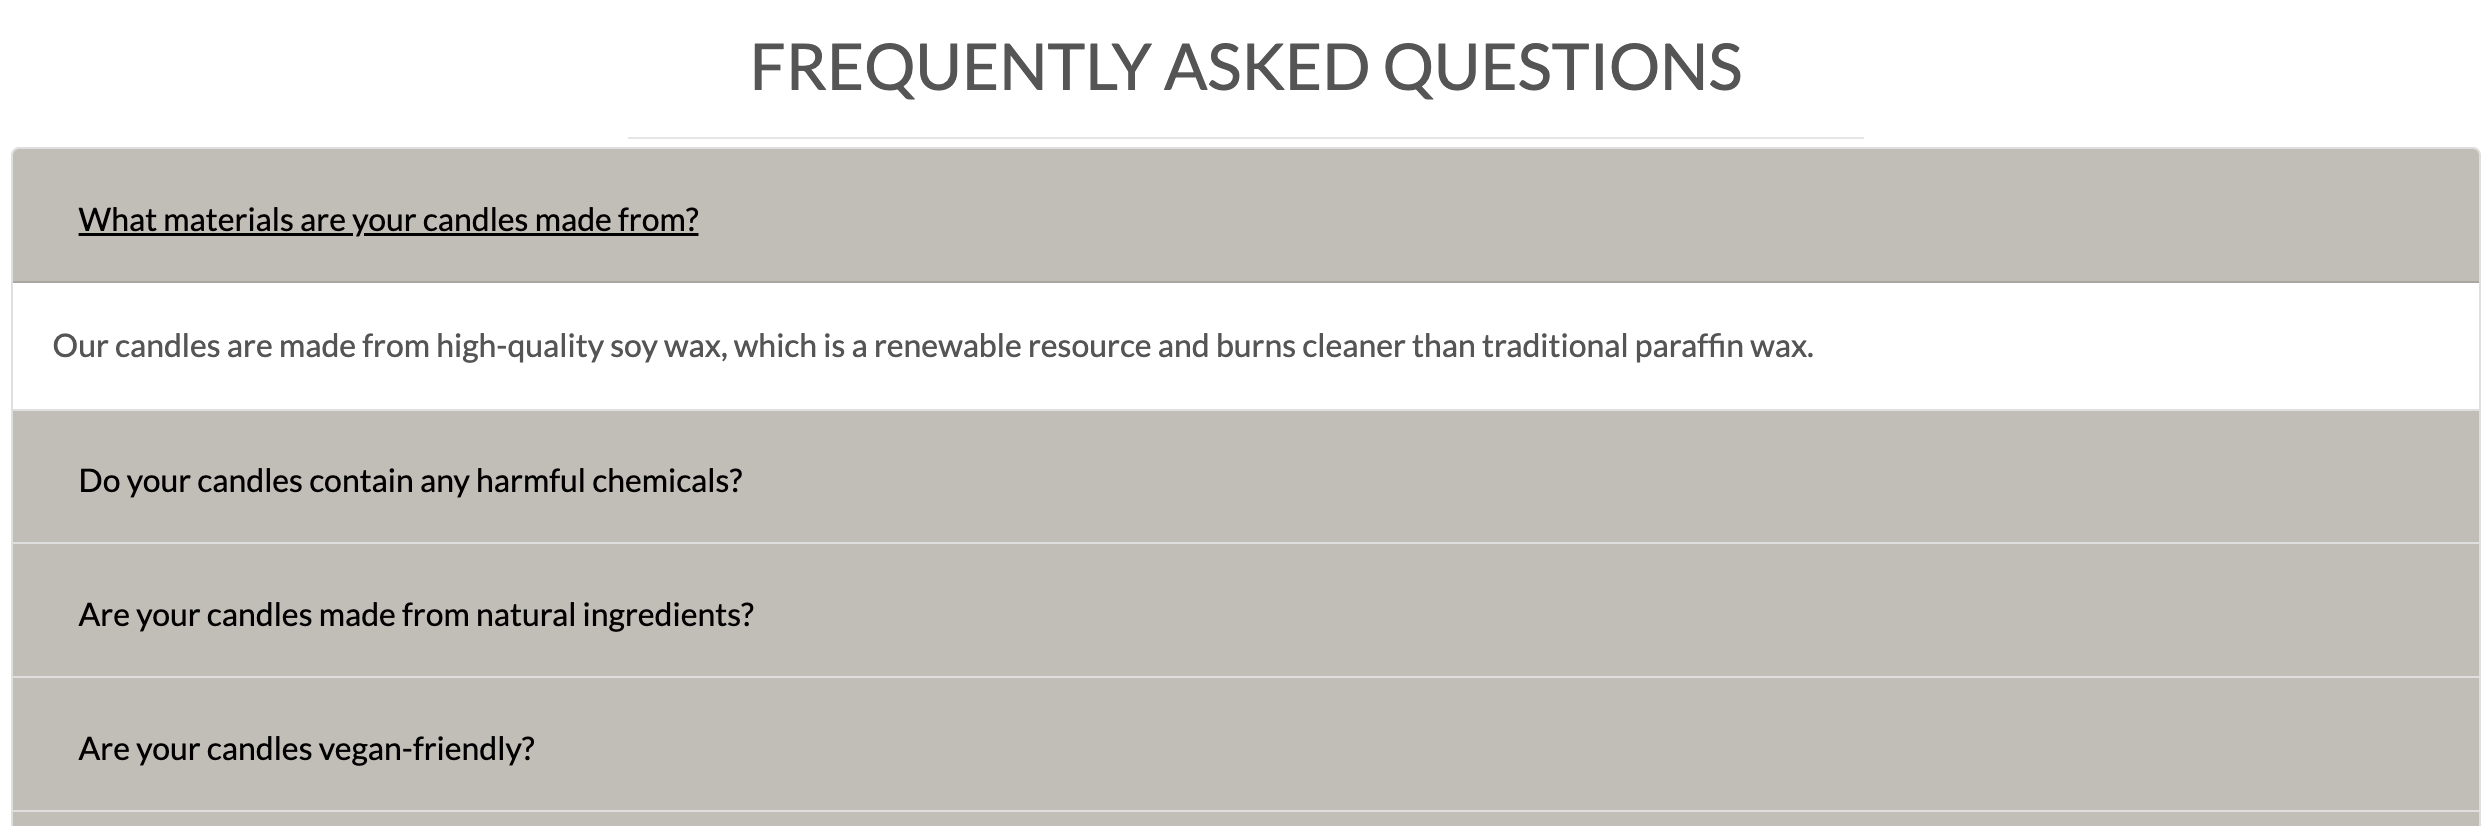 FREQUENTLY ASKED QUESTIONS
What materials are your candles made from?
Our candles are made from high-quality soy wax, which is a renewable resource and burns cleaner than traditional paraffin wax.
Do your candles contain any harmful chemicals?
Are your candles made from natural ingredients?
Are your candles vegan-friendly?